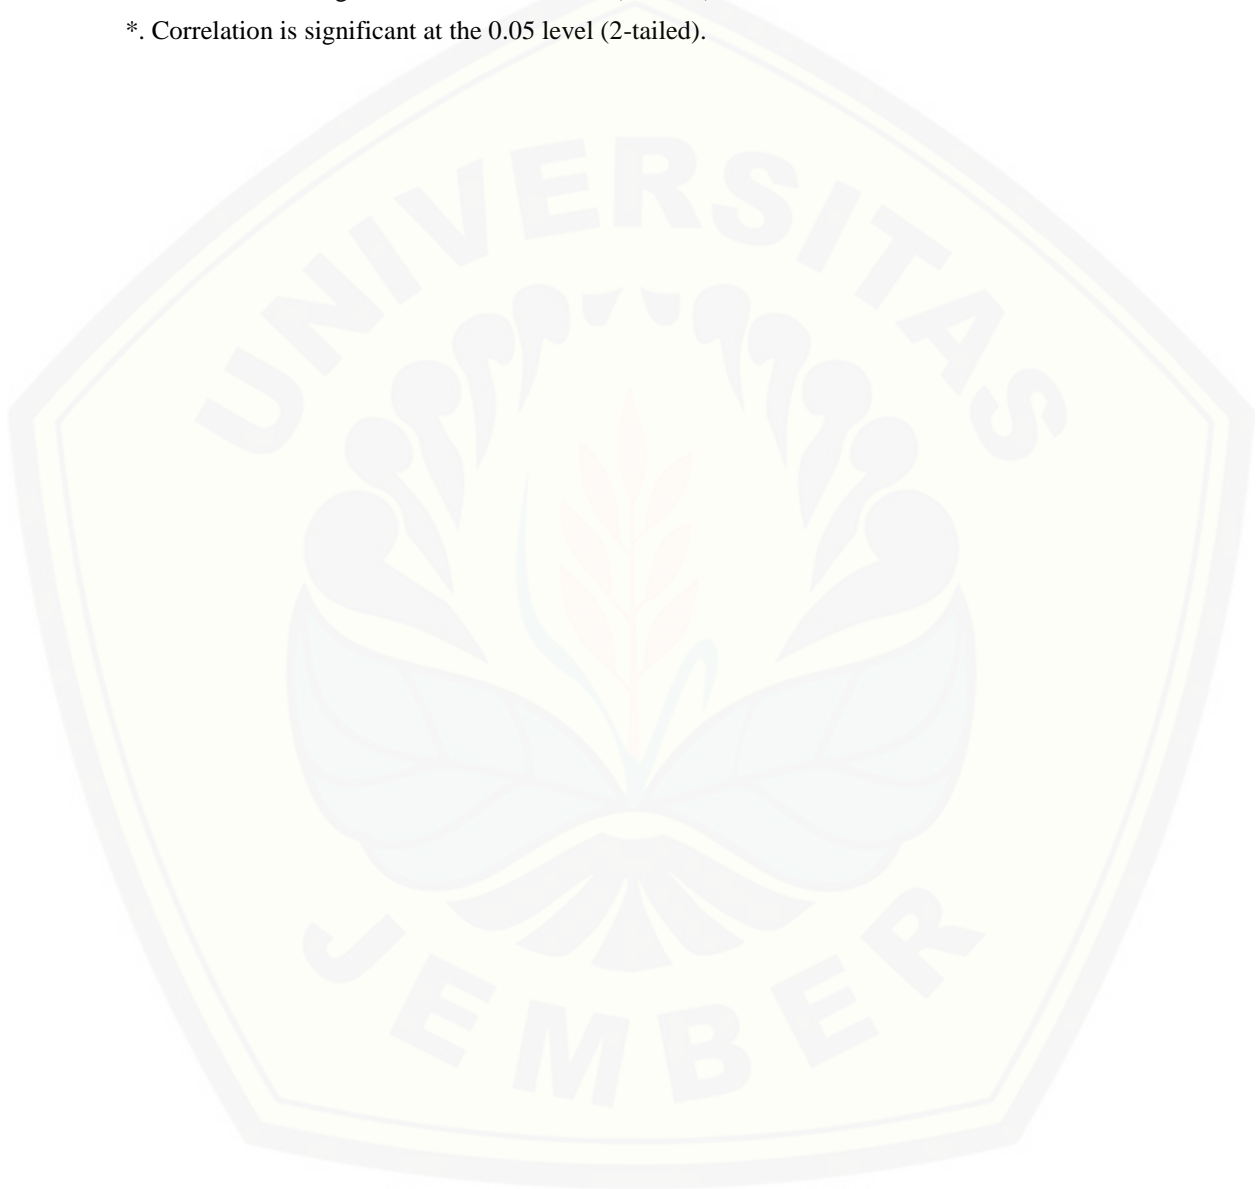 *. Correlation is significant at the 0.05 level (2-tailed).
UNIVERSITAS
JEMBER